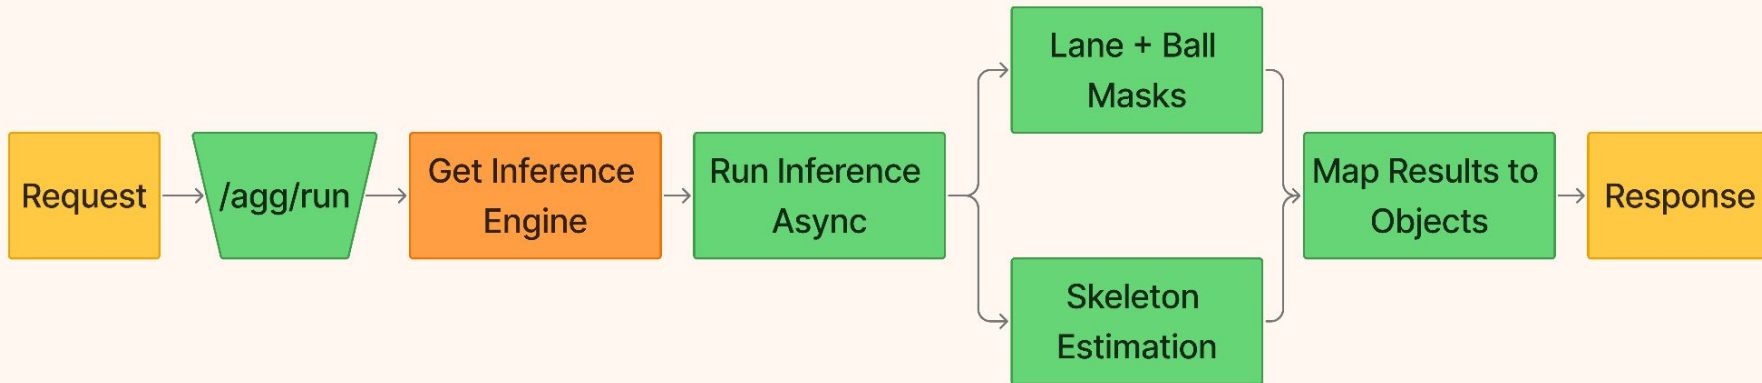 Request
/agg/run
Get Inference
Engine
Run Inference
Async
Lane + Ball
Masks
Skeleton
Estimation
Map Results to
Objects
Response